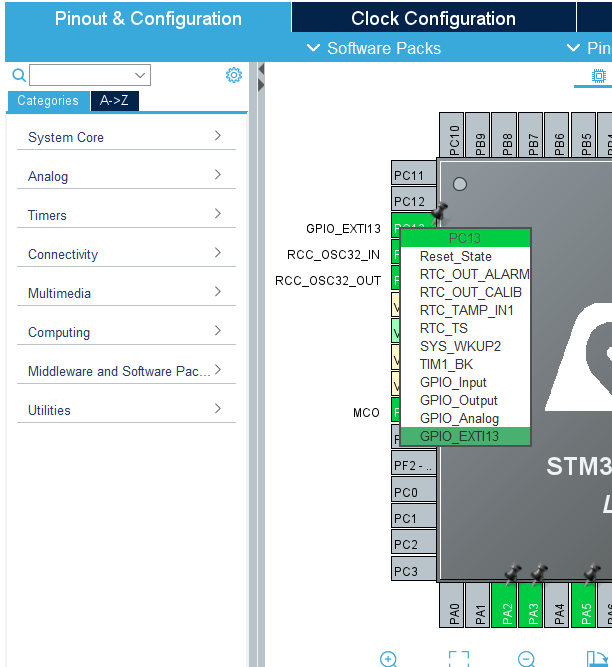 Pinout & Configuration
Clock Configuration
Software Packs
Pin
Categories
A->Z
System Core
Analog
Timers
Connectivity
Multimedia
Computing
Middleware and Software Pac...
Utilities
PC10
PB9
PB8
PB7
PB6
PB5
PC11
PC12
GPIO_EXTI13
RCC_OSC32_IN
RCC_OSC32_OUT
MCO
PC13
Reset_State
RTC_OUT_ALARM
RTC_OUT_CALIB
RTC_TAMP_IN1
RTC_TS
SYS_WKUP2
TIM1_BK
GPIO_Input
GPIO_Output
GPIO_Analog
GPIO_EXTI13
PF2 - ..
PC0
PC1
PC2
PC3
STM3
L
PA0
PA1
PA2
PA3
PA4
PA5